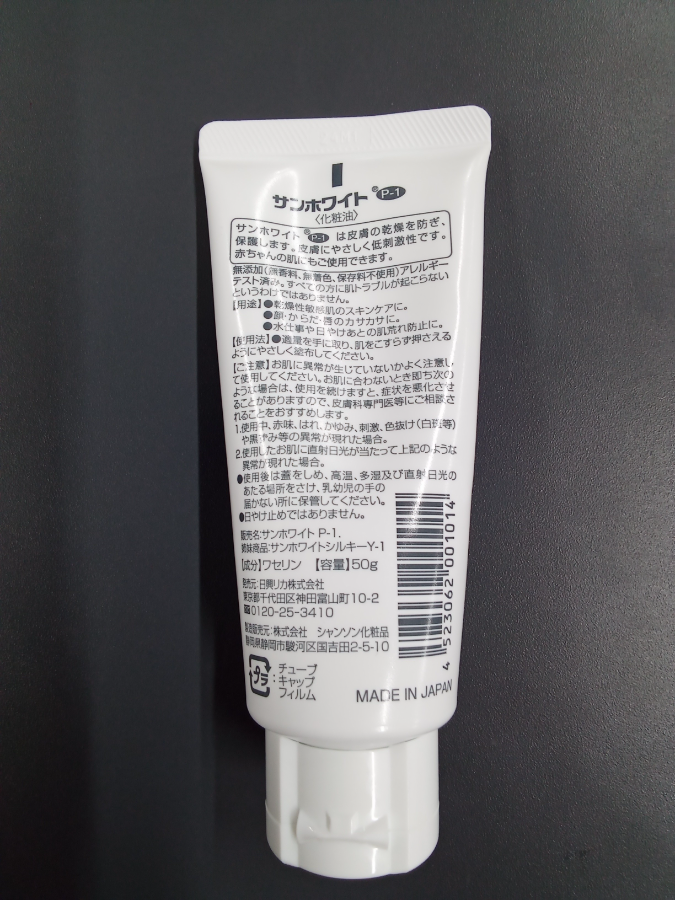 サンホワイト® P-1
〈化粧油〉
サンホワイト® P-1 は皮膚の乾燥を防ぎ、
保護します。皮膚にやさしく低刺激性です。
赤ちゃんの肌にもご使用できます。
無添加(無香料、無着色、保存料不使用)アレルギー
テスト済み。すべての方に肌トラブルが起こらない
というわけではありません。
【用途】●乾燥性敏感肌のスキンケアに。
●顔・からだ・唇のカサカサに。
●水仕事や日やけあとの肌荒れ防止に。
【使用法】●適量を手に取り、肌をこすらず押さえる
ようにやさしく塗布してください。
【ご注意】お肌に異常が生じていないかよく注意し
て使用してください。お肌に合わないとき即ち次の
ような場合は、使用を続けますと、症状を悪化させ
ることがありますので、皮膚科専門医等にご相談さ
れることをおすすめします。
1.使用中、赤味、はれ、かゆみ、刺激、色抜け(白斑等)
や黒ずみ等の異常が現れた場合。
2.使用したお肌に直射日光が当たって上記のような
異常が現れた場合。
●使用後は蓋をしめ、高温、多湿及び直射日光の
あたる場所をさけ、乳幼児の手の
届かない所に保管してください。
●日やけ止めではありません。
販売名:サンホワイト P-1.
姉妹商品:サンホワイトシルキーY-1
【成分】ワセリン 【容量】50g
発売元:日興リカ株式会社
東京都千代田区神田富山町10-2
0120-25-3410
製造販売元:株式会社 シャンソン化粧品
静岡県静岡市駿河区国吉田2-5-10
4 523062 001014
プラ : チューブ
キャップ
フィルム
MADE IN JAPAN